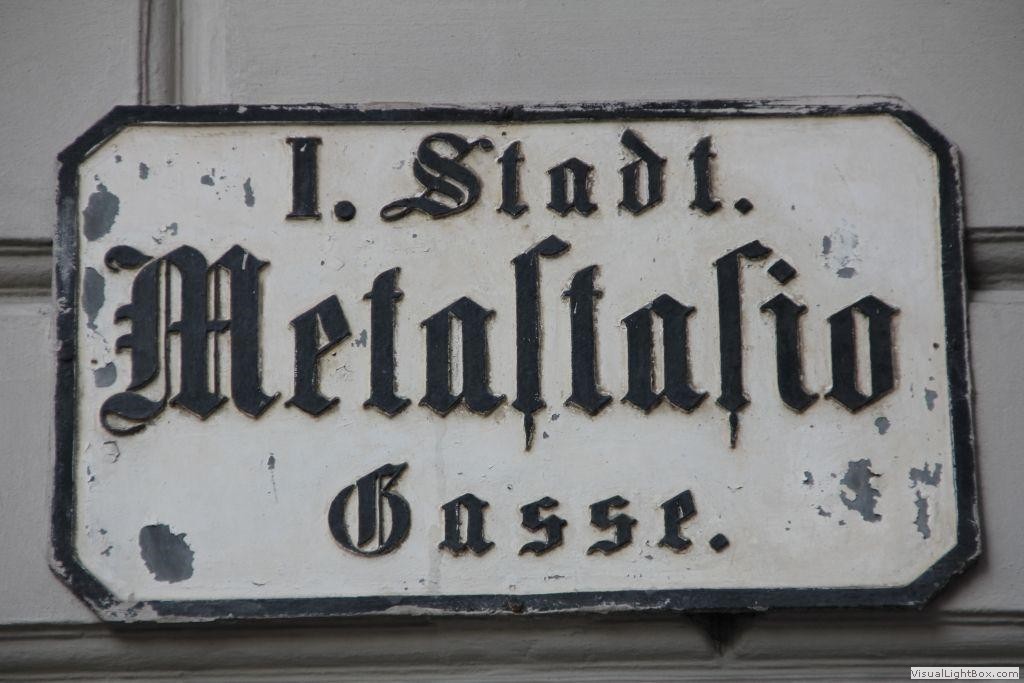 I. Stadt.
Metaſtaſio
Gasse.
VisualLightBox.com